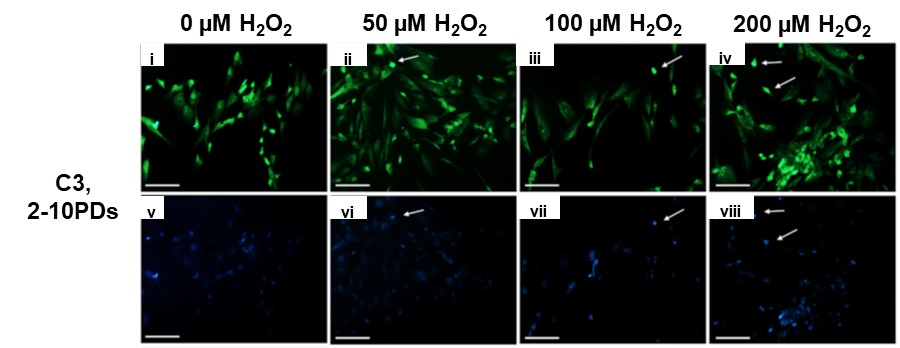 0 µM H₂O₂ 50 µM H₂O₂ 100 µM H₂O₂ 200 µM H₂O₂
i ii iii iv
C3,
2-10PDs
v vi vii viii